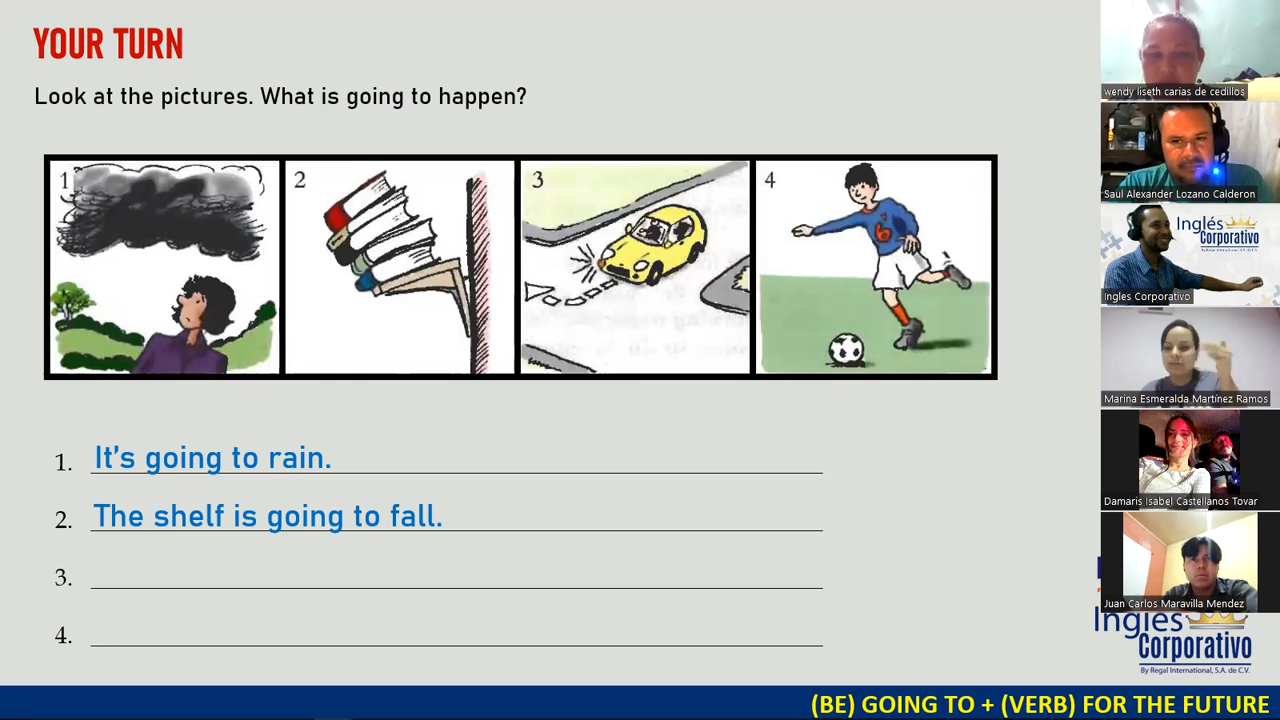 YOUR TURN
Look at the pictures. What is going to happen?
1
2
3
4
1. It's going to rain.
2. The shelf is going to fall.
3.
4.
wendy liseth carias de cedillos
Saul Alexander Lozano Calderon
Inglés
Corporativo
Ingles Corporativo
Marina Esmeralda Martínez Ramos
Damaris Isabel Castellanos Tovar
Juan Carlos Maravilla Mendez
Inglés
Corporativo
By Regal International, S.A. de C.V.
(BE) GOING TO + (VERB) FOR THE FUTURE